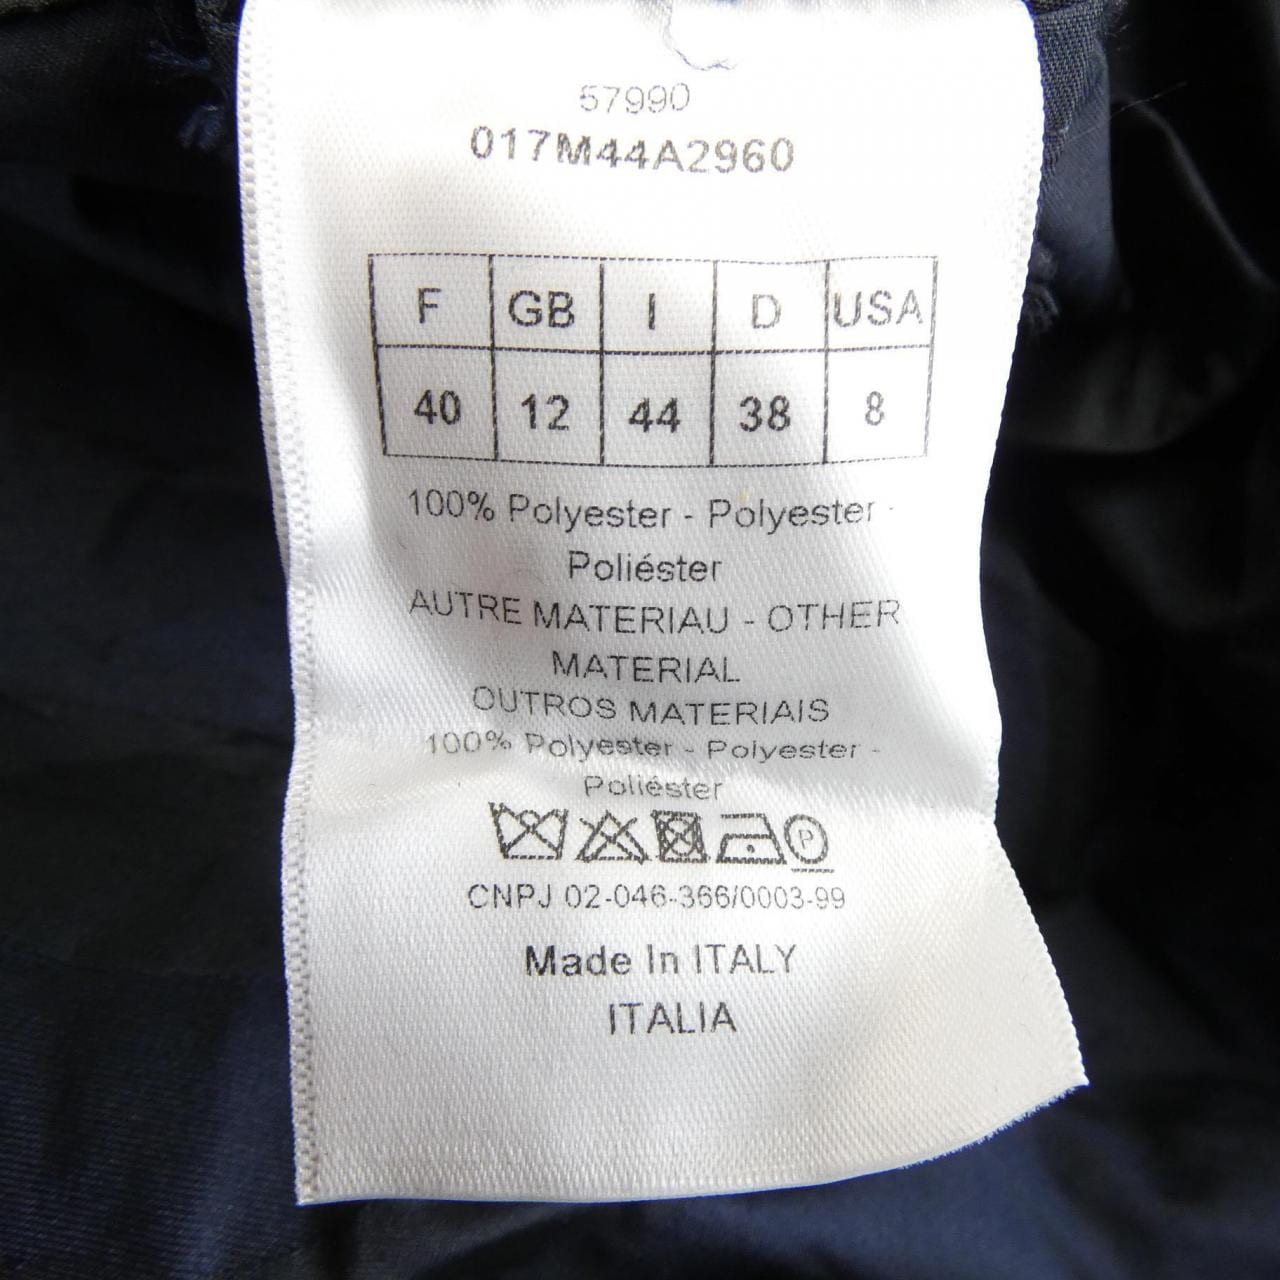 57990
017M44A2960
F GB I D USA
40 12 44 38 8
100% Polyester - Polyester -
Poliéster
AUTRE MATERIAU - OTHER
MATERIAL
OUTROS MATERIAIS
100% Polyester - Polyester -
Poliéster
P
CNPJ 02-046-366/0003-99
Made In ITALY
ITALIA